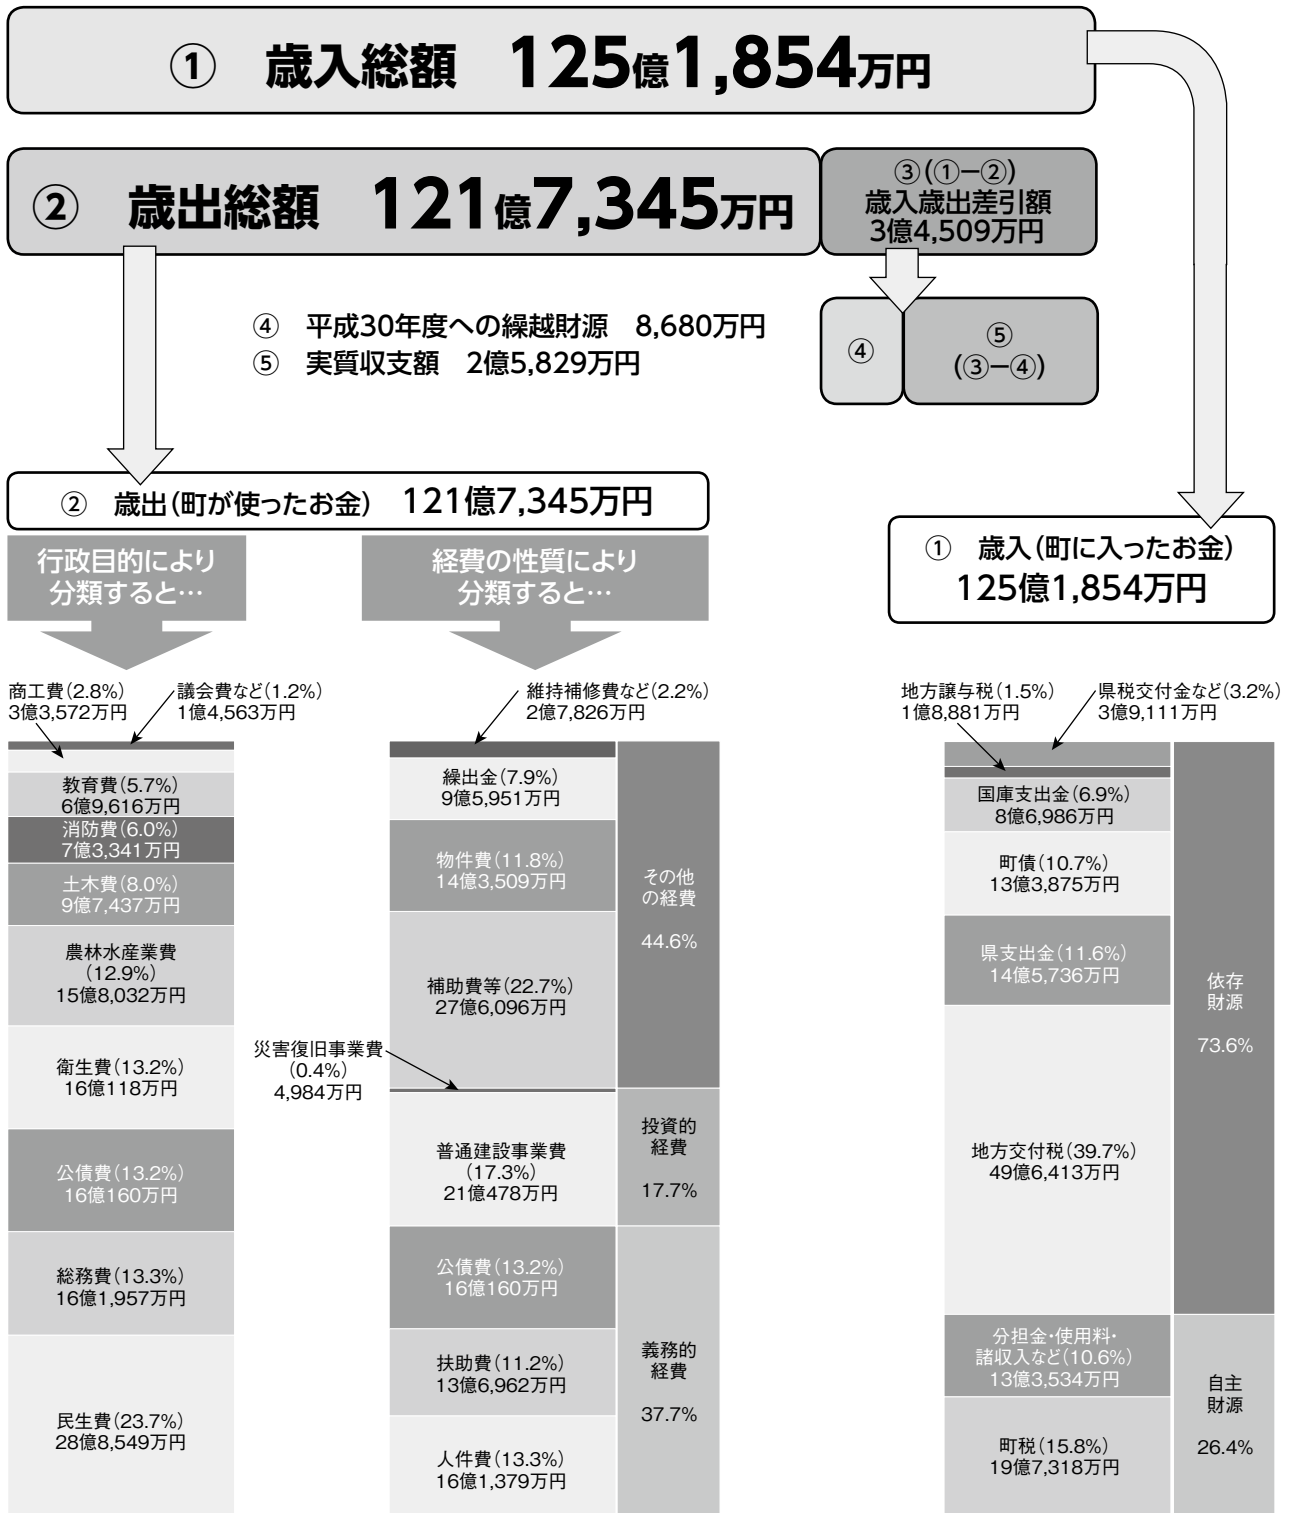 ① 歳入総額 125億1,854万円
② 歳出総額 121億7,345万円
③(①－②)
歳入歳出差引額
3億4,509万円
④ 平成30年度への繰越財源 8,680万円
⑤ 実質収支額 2億5,829万円
④
⑤
(③－④)
② 歳出(町が使ったお金) 121億7,345万円
行政目的により
分類すると…
経費の性質により
分類すると…
① 歳入(町に入ったお金)
125億1,854万円
商工費(2.8%)
3億3,572万円
議会費など(1.2%)
1億4,563万円
教育費(5.7%)
6億9,616万円
消防費(6.0%)
7億3,341万円
土木費(8.0%)
9億7,437万円
農林水産業費
(12.9%)
15億8,032万円
衛生費(13.2%)
16億118万円
公債費(13.2%)
16億160万円
総務費(13.3%)
16億1,957万円
民生費(23.7%)
28億8,549万円
維持補修費など(2.2%)
2億7,826万円
繰出金(7.9%)
9億5,951万円
物件費(11.8%)
14億3,509万円
補助費等(22.7%)
27億6,096万円
災害復旧事業費
(0.4%)
4,984万円
普通建設事業費
(17.3%)
21億478万円
公債費(13.2%)
16億160万円
扶助費(11.2%)
13億6,962万円
人件費(13.3%)
16億1,379万円
その他
の経費
44.6%
投資的
経費
17.7%
義務的
経費
37.7%
地方譲与税(1.5%)
1億8,881万円
県税交付金など(3.2%)
3億9,111万円
国庫支出金(6.9%)
8億6,986万円
町債(10.7%)
13億3,875万円
県支出金(11.6%)
14億5,736万円
地方交付税(39.7%)
49億6,413万円
分担金・使用料・
諸収入など(10.6%)
13億3,534万円
町税(15.8%)
19億7,318万円
依存
財源
73.6%
自主
財源
26.4%